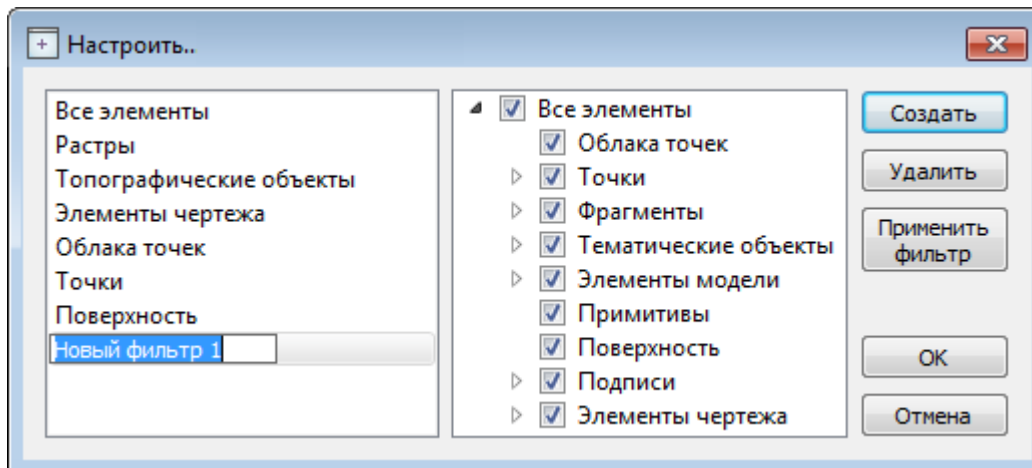 Настроить..
Все элементы
Растры
Топографические объекты
Элементы чертежа
Облака точек
Точки
Поверхность
Новый фильтр 1
Все элементы
Облака точек
Точки
Фрагменты
Тематические объекты
Элементы модели
Примитивы
Поверхность
Подписи
Элементы чертежа
Создать
Удалить
Применить
фильтр
ОК
Отмена